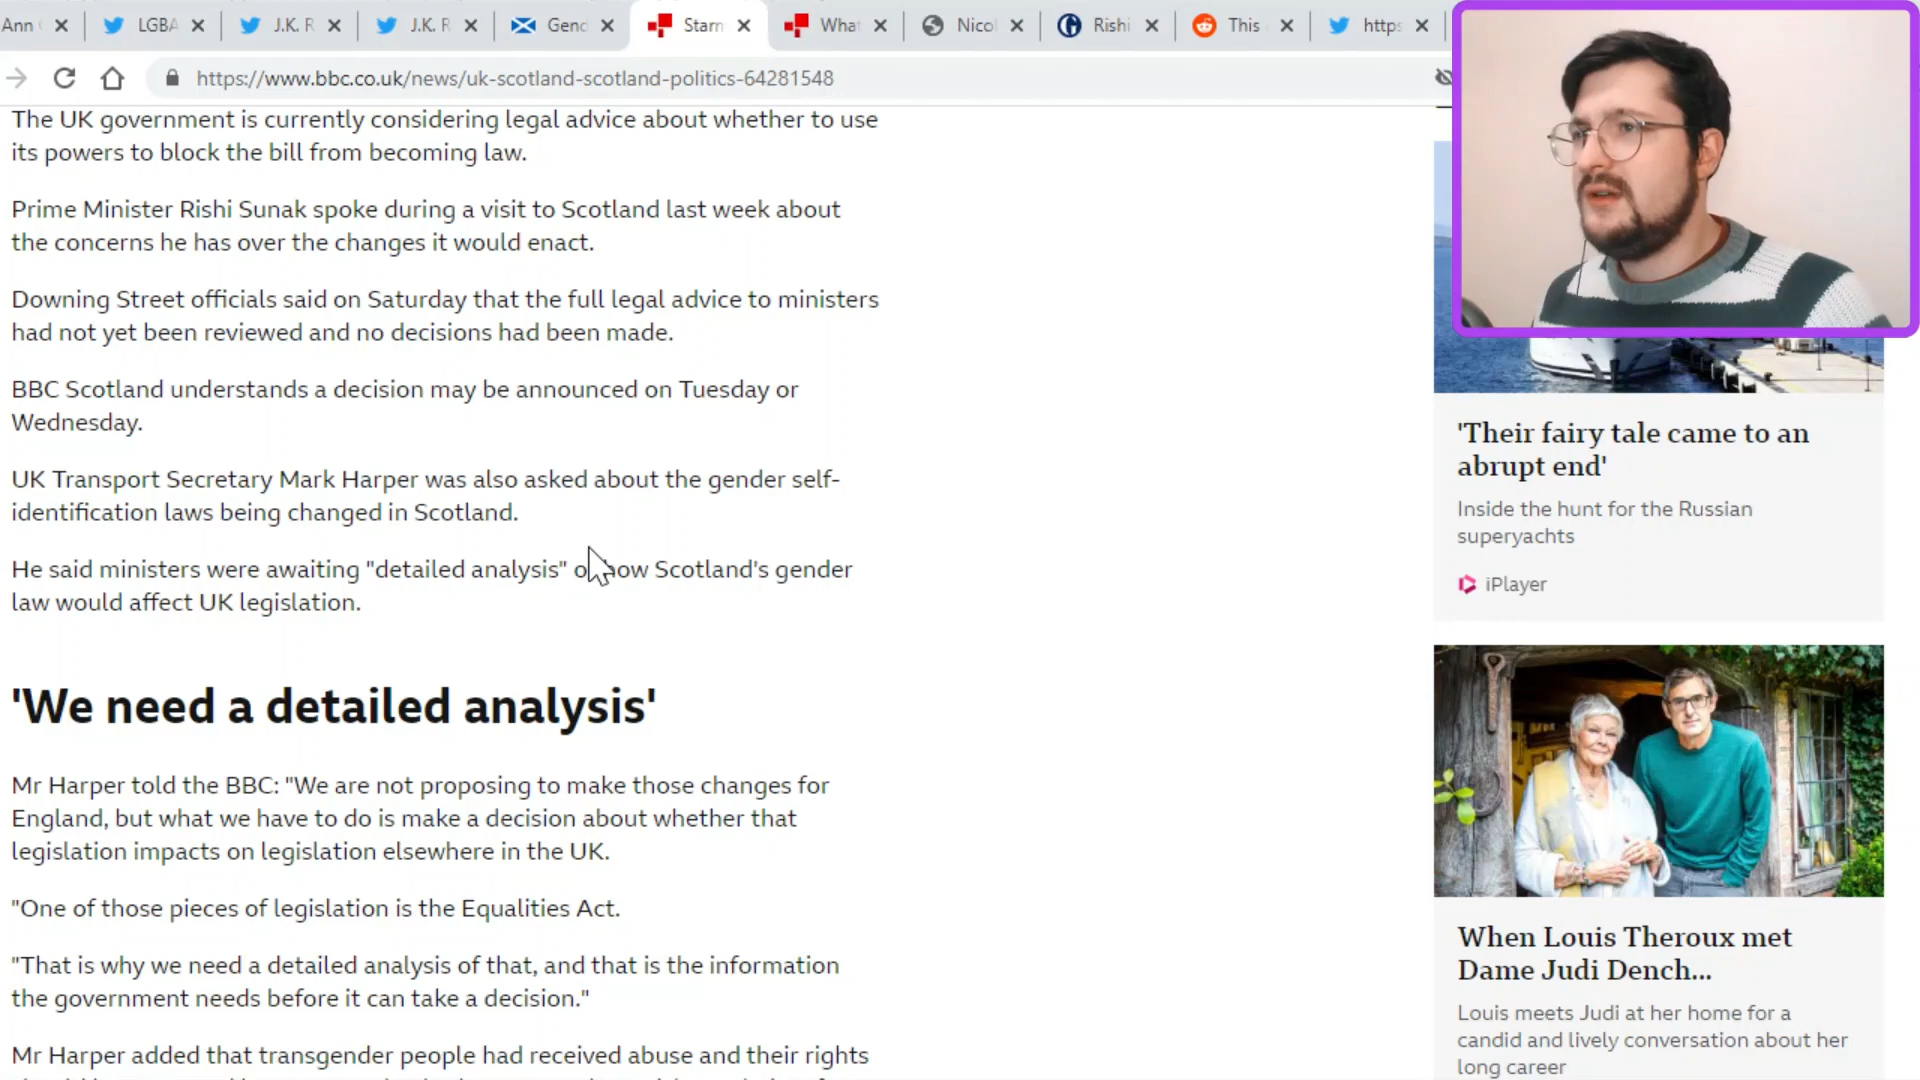 Ann
LGBA
J.K. R
J.K. R
Gend
Starm
What
Nicol
Rishi
This
https
https://www.bbc.co.uk/news/uk-scotland-scotland-politics-64281548
The UK government is currently considering legal advice about whether to use
its powers to block the bill from becoming law.
Prime Minister Rishi Sunak spoke during a visit to Scotland last week about
the concerns he has over the changes it would enact.
Downing Street officials said on Saturday that the full legal advice to ministers
had not yet been reviewed and no decisions had been made.
BBC Scotland understands a decision may be announced on Tuesday or
Wednesday.
UK Transport Secretary Mark Harper was also asked about the gender self-
identification laws being changed in Scotland.
He said ministers were awaiting "detailed analysis" of how Scotland's gender
law would affect UK legislation.
'We need a detailed analysis'
Mr Harper told the BBC: "We are not proposing to make those changes for
England, but what we have to do is make a decision about whether that
legislation impacts on legislation elsewhere in the UK.
"One of those pieces of legislation is the Equalities Act.
"That is why we need a detailed analysis of that, and that is the information
the government needs before it can take a decision."
Mr Harper added that transgender people had received abuse and their rights
'Their fairy tale came to an
abrupt end'
Inside the hunt for the Russian
superyachts
iPlayer
When Louis Theroux met
Dame Judi Dench...
Louis meets Judi at her home for a
candid and lively conversation about her
long career